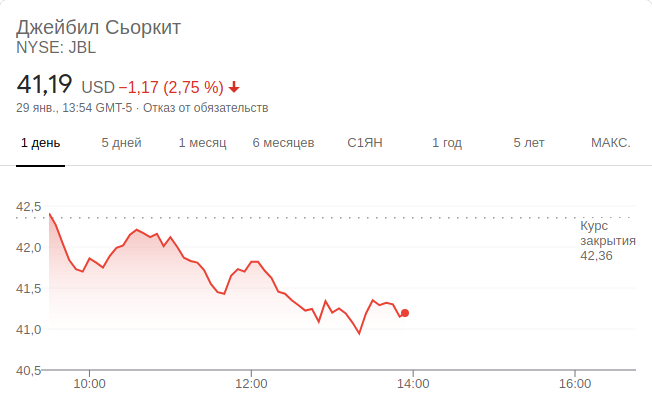 Джейбил Сьоркит
NYSE: JBL
41,19 USD −1,17 (2,75 %)
29 янв., 13:54 GMT-5 · Отказ от обязательств
1 день 5 дней 1 месяц 6 месяцев С1ЯН 1 год 5 лет МАКС.
42,5
Курс
закрытия
42,36
42,0
41,5
41,0
40,5
10:00 12:00 14:00 16:00